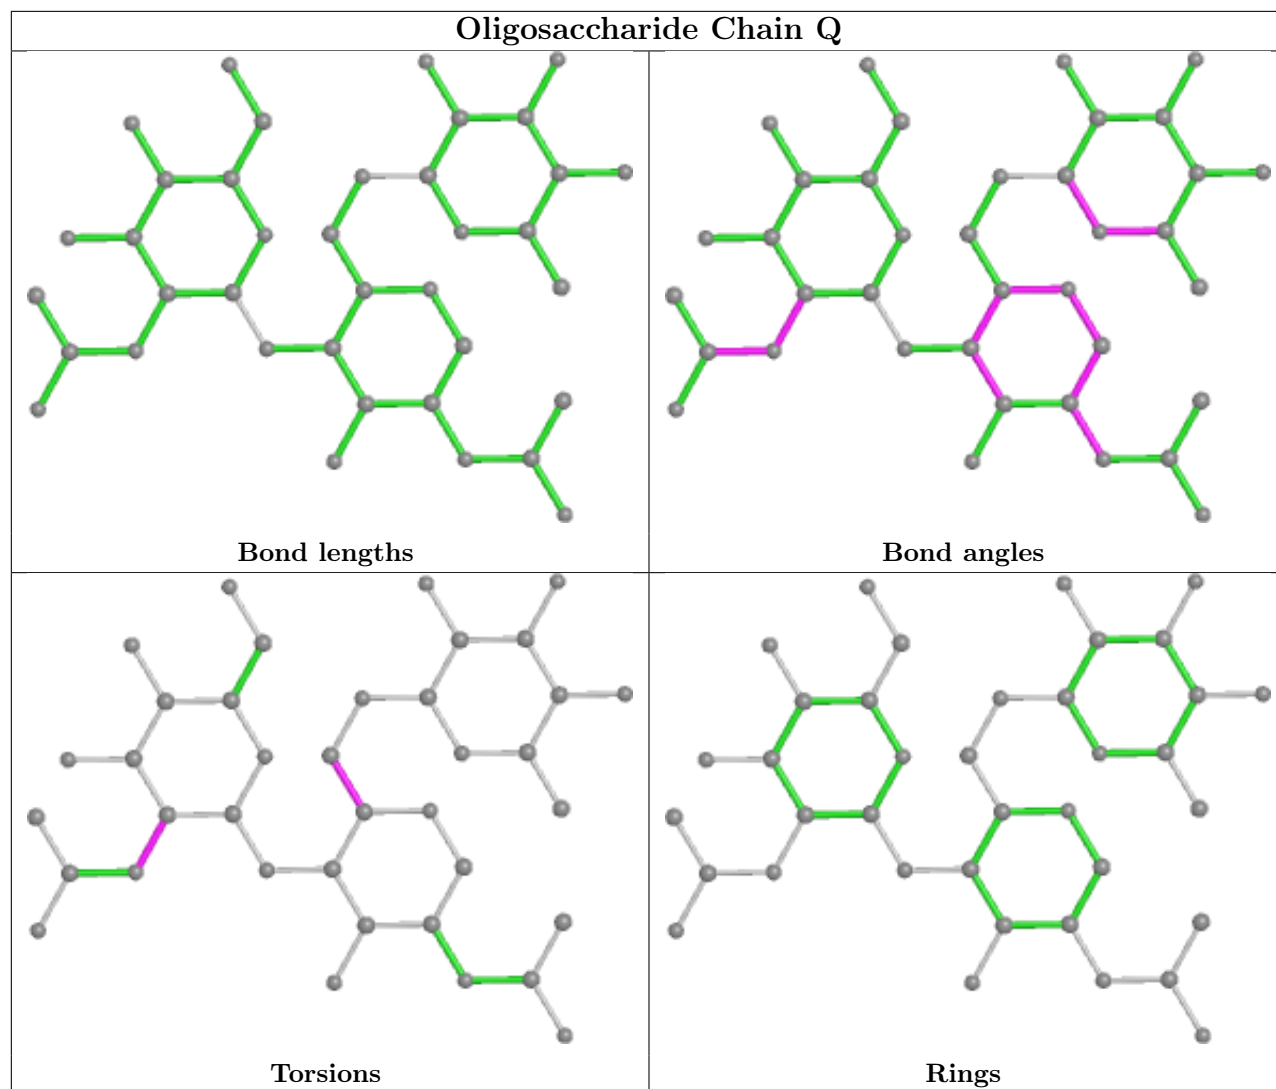 Oligosaccharide Chain Q
Bond lengths
Bond angles
Torsions
Rings